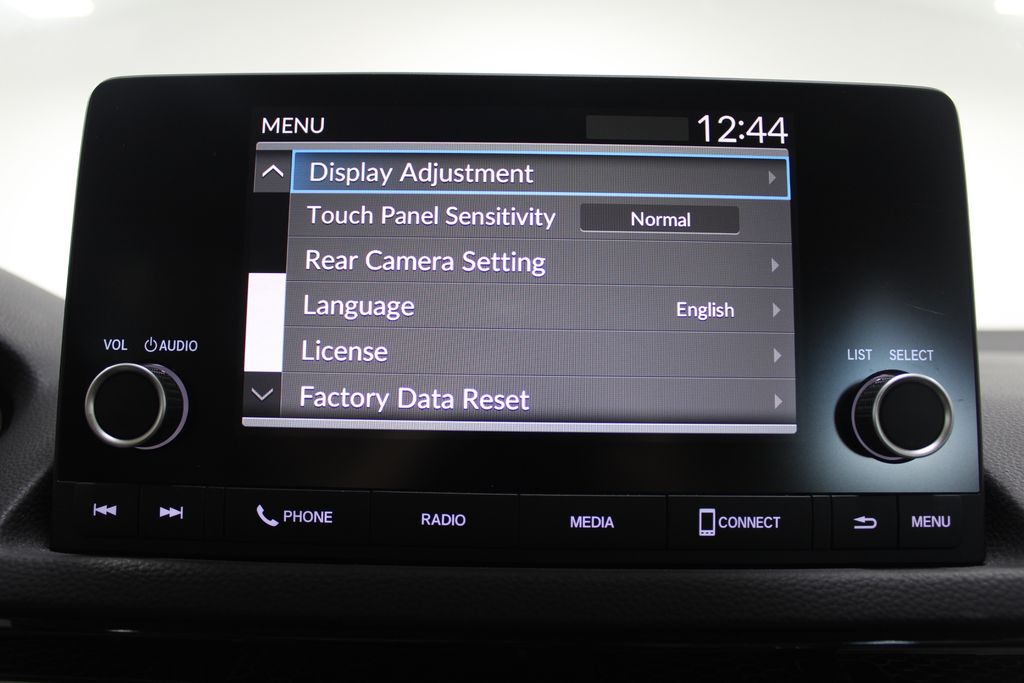 MENU 12:44
Display Adjustment
Touch Panel Sensitivity Normal
Rear Camera Setting
Language English
License
Factory Data Reset
VOL AUDIO
LIST SELECT
PHONE RADIO MEDIA CONNECT MENU